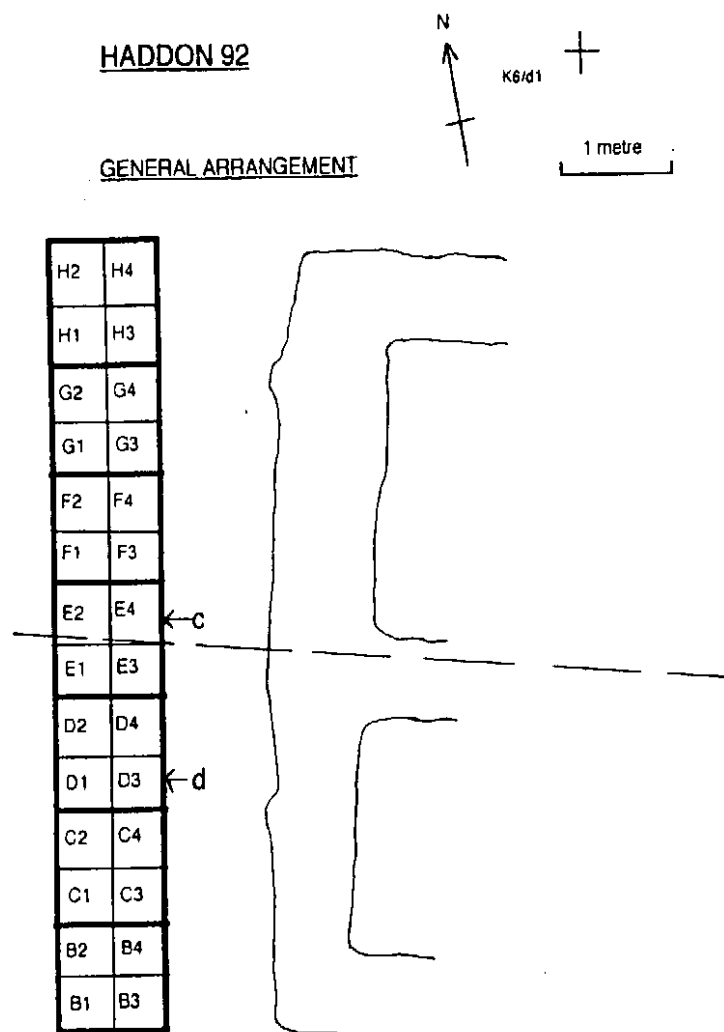 HADDON 92
N
K6/d1
1 metre
GENERAL ARRANGEMENT
H2 H4
H1 H3
G2 G4
G1 G3
F2 F4
F1 F3
E2 E4
c
E1 E3
D2 D4
D1 D3
d
C2 C4
C1 C3
B2 B4
B1 B3